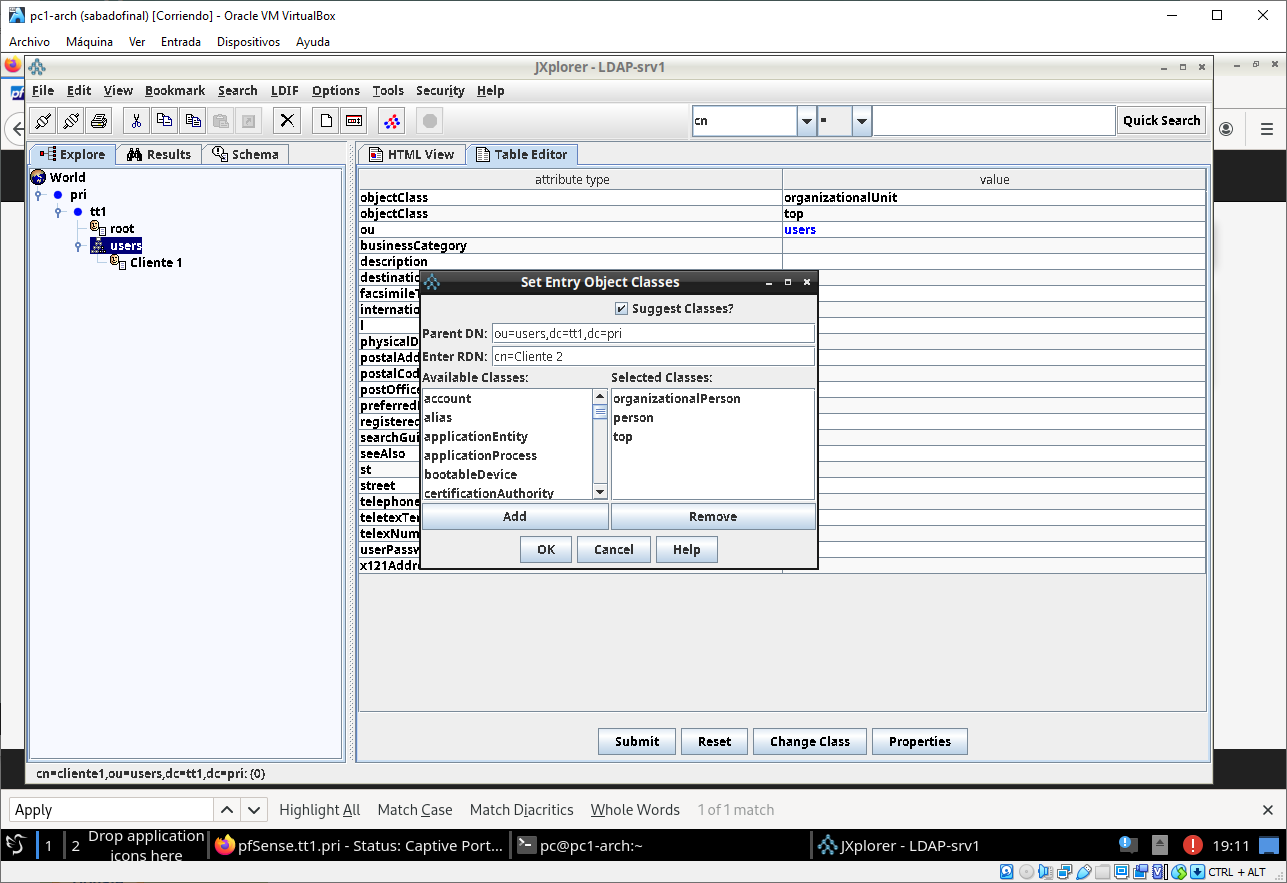 pc1-arch (sabadofinal) [Corriendo] - Oracle VM VirtualBox
Archivo Máquina Ver Entrada Dispositivos Ayuda
JXplorer - LDAP-srv1
File Edit View Bookmark Search LDIF Options Tools Security Help
cn = Quick Search
Explore Results Schema
HTML View Table Editor
World
pri
tt1
root
users
Cliente 1
attribute type value
objectClass organizationalUnit
objectClass top
ou users
businessCategory
description
destinatic
facsimileT
internatio
l
physicalD
postalAdd
postalCod
postOffice
preferredI
registered
searchGui
seeAlso
st
street
telephone
teletexTer
telexNum
userPassw
x121Addre
Set Entry Object Classes
Suggest Classes?
Parent DN: ou=users,dc=tt1,dc=pri
Enter RDN: cn=Cliente 2
Available Classes: Selected Classes:
account organizationalPerson
alias person
applicationEntity top
applicationProcess
bootableDevice
certificationAuthority
Add Remove
OK Cancel Help
Submit Reset Change Class Properties
cn=cliente1,ou=users,dc=tt1,dc=pri: {0}
Apply Highlight All Match Case Match Diacritics Whole Words 1 of 1 match
1 2 Drop application icons here pfSense.tt1.pri - Status: Captive Port... pc@pc1-arch:~ JXplorer - LDAP-srv1 19:11
CTRL + ALT